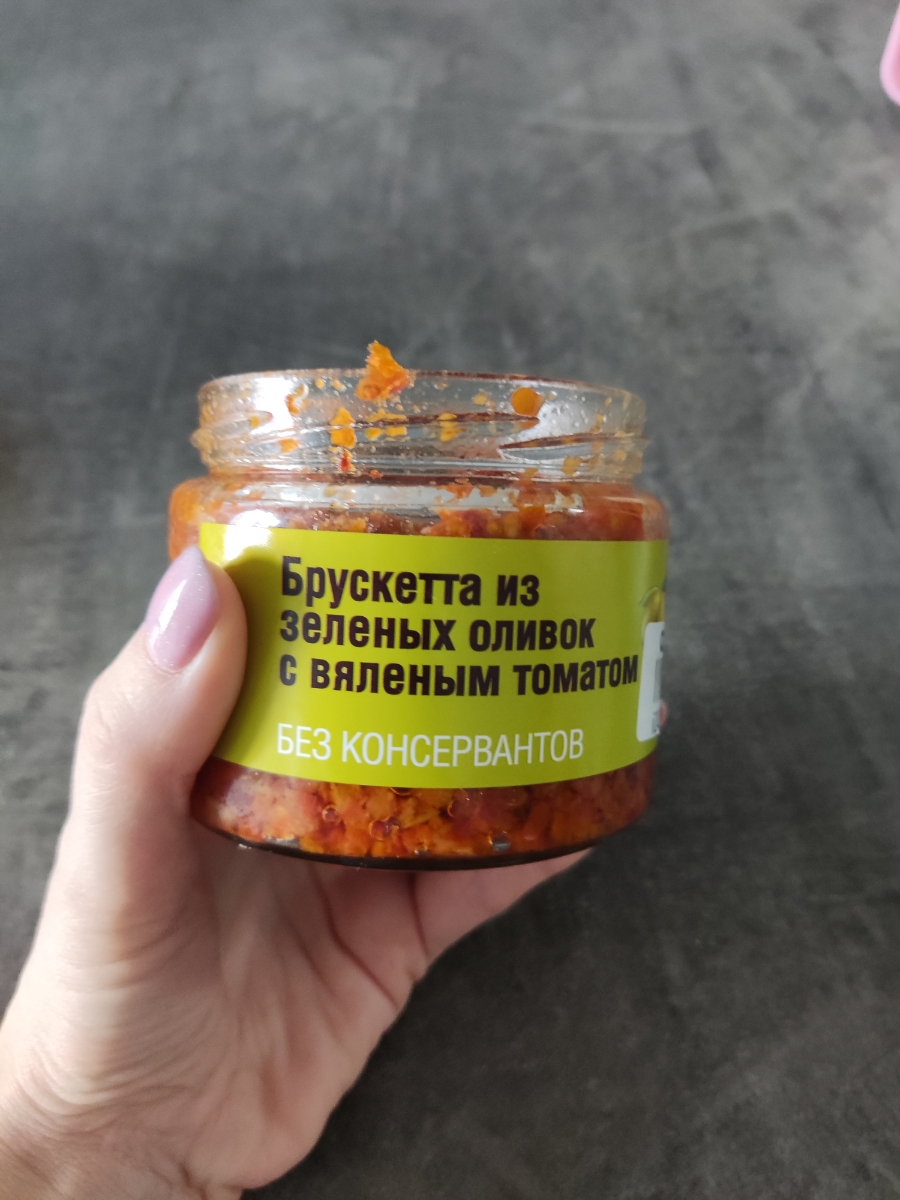 Брускетта из
зеленых оливок
с вяленым томатом
БЕЗ КОНСЕРВАНТОВ